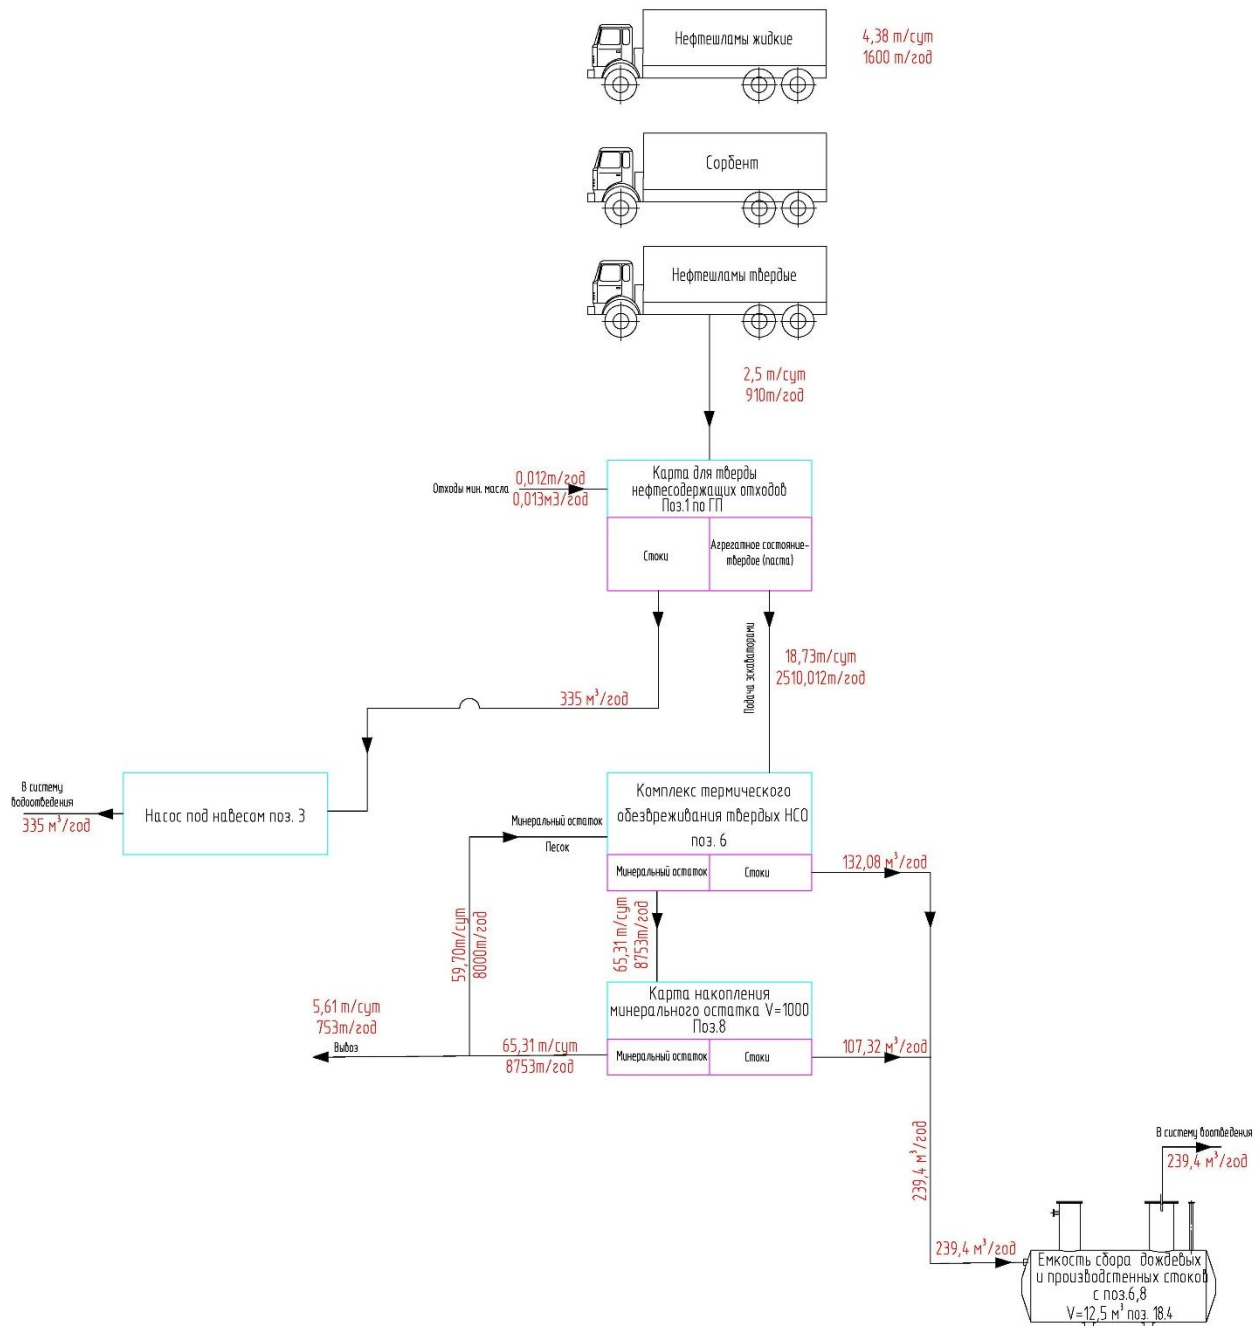 Нефтешламы жидкие
4,38 т/сут
1600 т/год
Сорбент
Нефтешламы твердые
2,5 т/сут
910т/год
Отходы мин. масла
0,012т/год
0,013м3/год
Карта для тверды
нефтесодержащих отходов
Поз.1 по ГП
Стоки
Агрегатное состояние-
твердое (паста)
Подача эскаваторами
18,73т/сут
2510,012т/год
335 м³/год
В систему
водоотведения
335 м³/год
Насос под навесом поз. 3
Минеральный остаток
Песок
Комплекс термического
обезвреживания твердых НСО
поз. 6
Минеральный остаток
Стоки
132,08 м³/год
59,70т/сут
8000т/год
65,31 т/сут
8753т/год
Карта накопления
минерального остатка V=1000
Поз.8
Минеральный остаток
Стоки
5,61 т/сут
753т/год
Вывоз
65,31 т/сут
8753т/год
107,32 м³/год
239,4 м³/год
В систему воотведения
239,4 м³/год
239,4 м³/год
Емкость сбора дождевых
и производственных стоков
с поз.6,8
V=12,5 м³ поз. 18.4